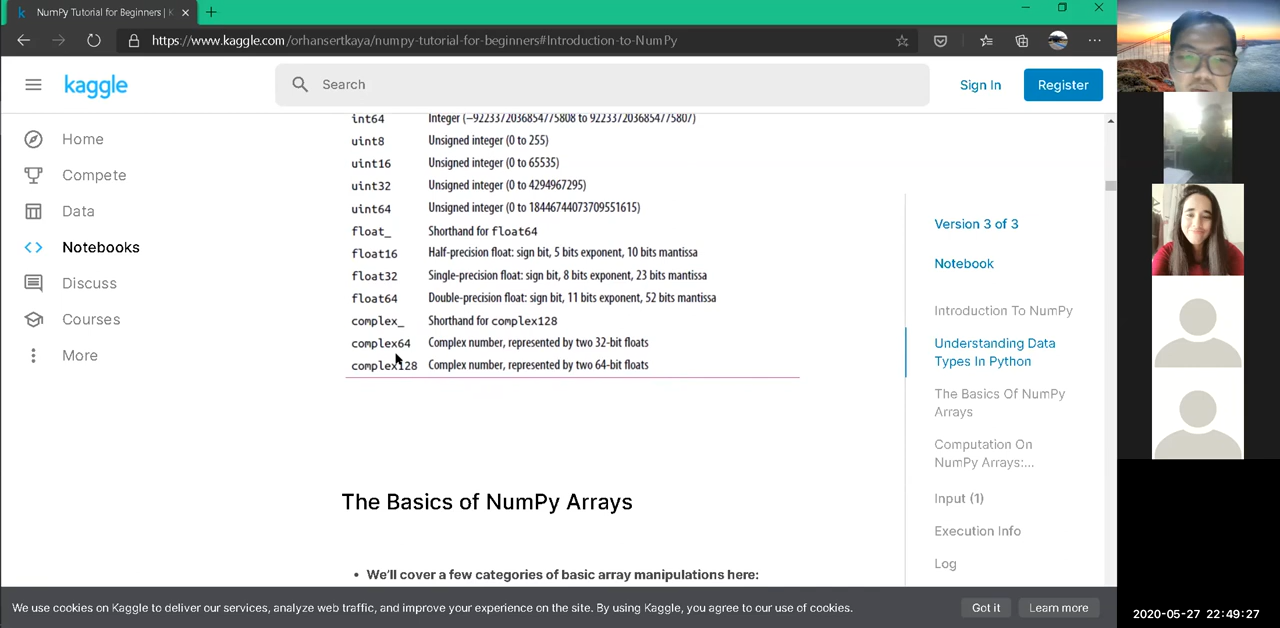 NumPy Tutorial for Beginners | K
https://www.kaggle.com/orhansertkaya/numpy-tutorial-for-beginners#Introduction-to-NumPy
kaggle
Search
Sign In
Register
Home
Compete
Data
Notebooks
Discuss
Courses
More
int64 Integer (−9223372036854775808 to 9223372036854775807)
uint8 Unsigned integer (0 to 255)
uint16 Unsigned integer (0 to 65535)
uint32 Unsigned integer (0 to 4294967295)
uint64 Unsigned integer (0 to 18446744073709551615)
float_ Shorthand for float64
float16 Half-precision float: sign bit, 5 bits exponent, 10 bits mantissa
float32 Single-precision float: sign bit, 8 bits exponent, 23 bits mantissa
float64 Double-precision float: sign bit, 11 bits exponent, 52 bits mantissa
complex_ Shorthand for complex128
complex64 Complex number, represented by two 32-bit floats
complex128 Complex number, represented by two 64-bit floats
The Basics of NumPy Arrays
• We'll cover a few categories of basic array manipulations here:
Version 3 of 3
Notebook
Introduction To NumPy
Understanding Data
Types In Python
The Basics Of NumPy
Arrays
Computation On
NumPy Arrays:...
Input (1)
Execution Info
Log
We use cookies on Kaggle to deliver our services, analyze web traffic, and improve your experience on the site. By using Kaggle, you agree to our use of cookies.
Got it
Learn more
2020-05-27 22:49:27